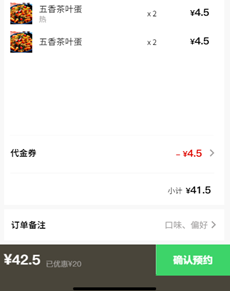 五香茶叶蛋 x 2 ¥4.5
热
五香茶叶蛋 x 2 ¥4.5
代金券 - ¥4.5 >
小计 ¥41.5
订单备注 口味、偏好 >
¥42.5 已优惠¥20 确认预约